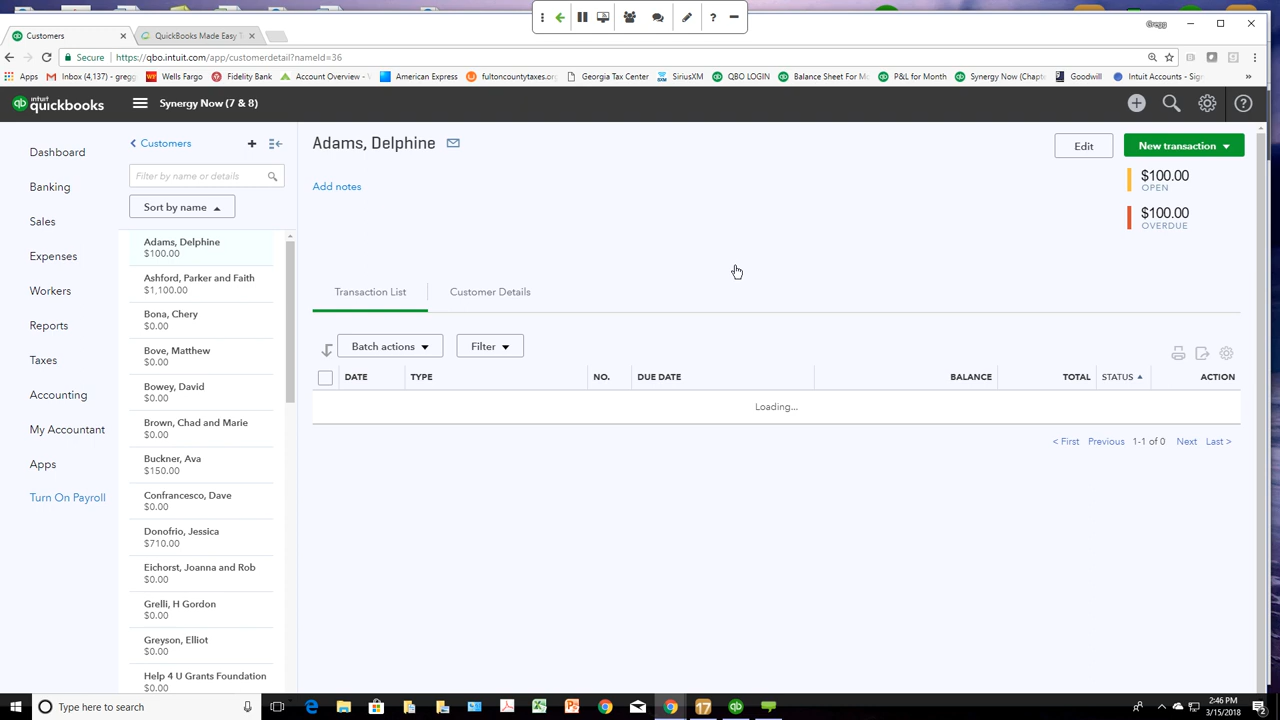 Gregg
Customers
QuickBooks Made Easy T
Secure
https://qbo.intuit.com/app/customerdetail?nameId=36
Apps
Inbox (4,137) - gregg
Wells Fargo
Fidelity Bank
Account Overview -
American Express
fultoncountytaxes.org
Georgia Tax Center
SiriusXM
QBO LOGIN
Balance Sheet For M
P&L for Month
Synergy Now (Chapt
Goodwill
Intuit Accounts - Sig
»
intuit
quickbooks
Synergy Now (7 & 8)
Dashboard
Banking
Sales
Expenses
Workers
Reports
Taxes
Accounting
My Accountant
Apps
Turn On Payroll
Customers
Filter by name or details
Sort by name
Adams, Delphine
$100.00
Ashford, Parker and Faith
$1,100.00
Bona, Chery
$0.00
Bove, Matthew
$0.00
Bowey, David
$0.00
Brown, Chad and Marie
$0.00
Buckner, Ava
$150.00
Confrancesco, Dave
$0.00
Donofrio, Jessica
$710.00
Eichorst, Joanna and Rob
$0.00
Grelli, H Gordon
$0.00
Greyson, Elliot
$0.00
Help 4 U Grants Foundation
$0.00
Adams, Delphine
Edit
New transaction
Add notes
$100.00
OPEN
$100.00
OVERDUE
Transaction List
Customer Details
Batch actions
Filter
DATE TYPE NO. DUE DATE BALANCE TOTAL STATUS ACTION
Loading...
< First Previous 1-1 of 0 Next Last >
Type here to search
17
2:46 PM
3/15/2018
2